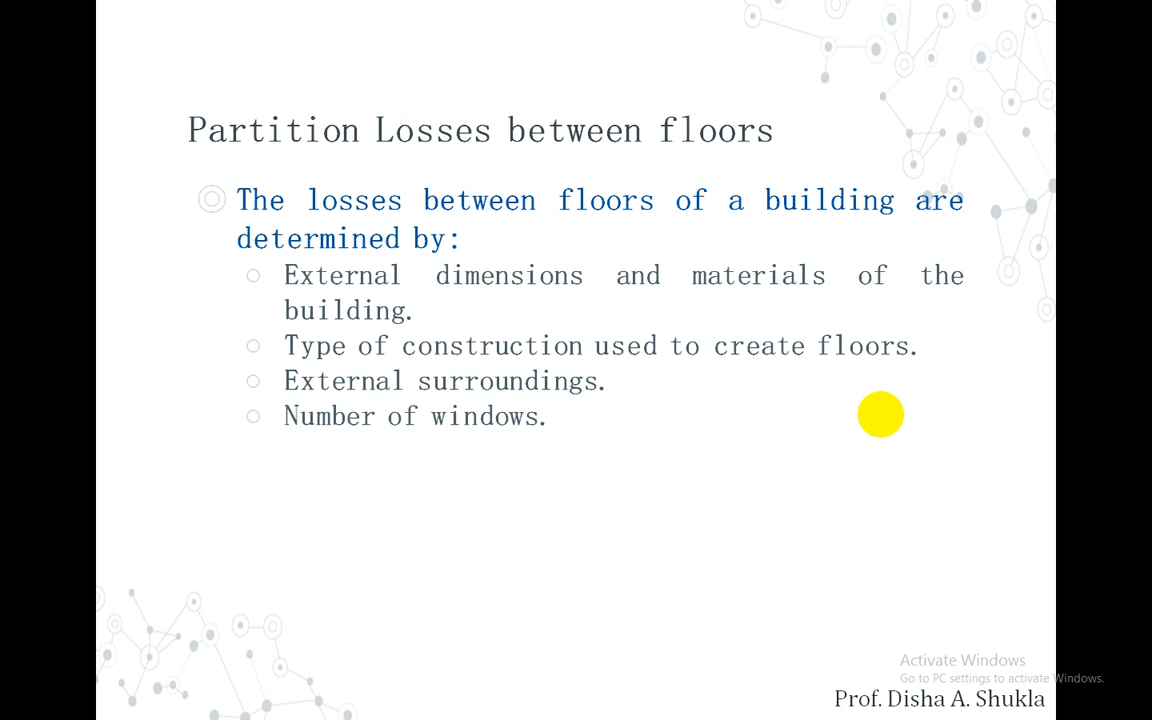 Partition Losses between floors
The losses between floors of a building are
determined by:
External dimensions and materials of the
building.
Type of construction used to create floors.
External surroundings.
Number of windows.
Activate Windows
Go to PC settings to activate Windows.
Prof. Disha A. Shukla